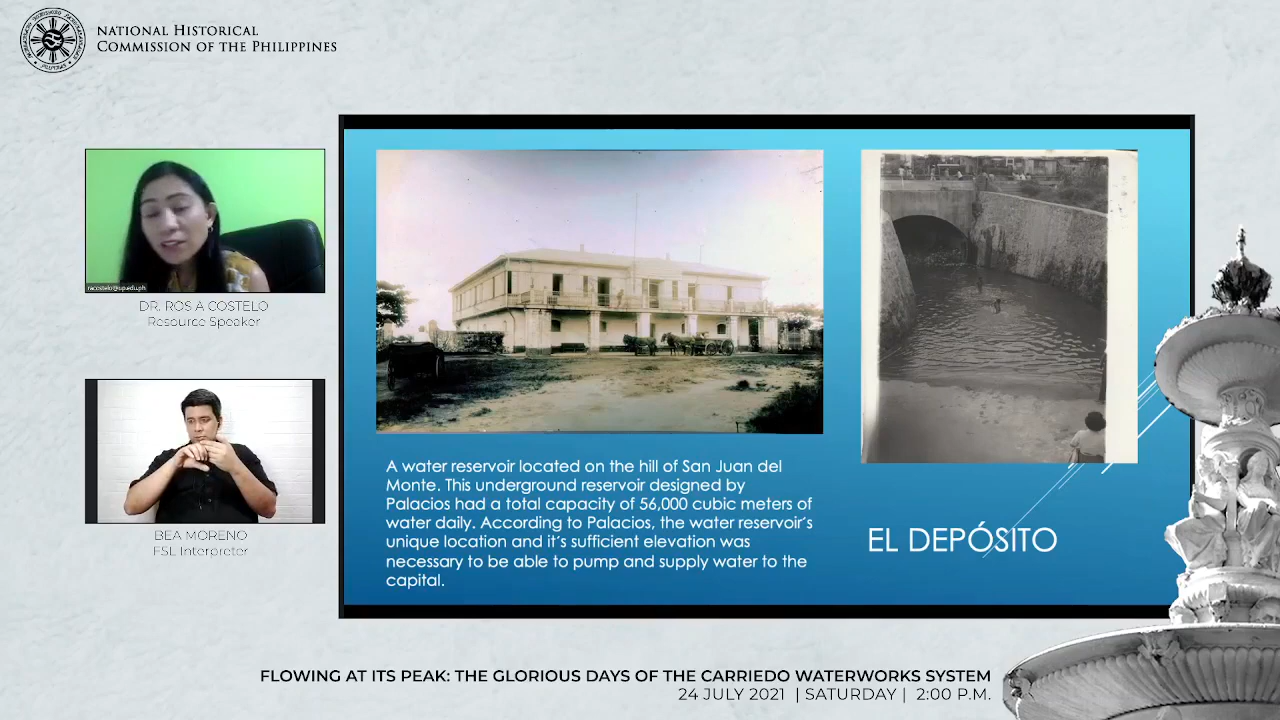 NATIONAL HISTORICAL
COMMISSION OF THE PHILIPPINES
racostelo@up.edu.ph
DR. ROS A COSTELO
Resource Speaker
BEA MORENO
FSL Interpreter
A water reservoir located on the hill of San Juan del
Monte. This underground reservoir designed by
Palacios had a total capacity of 56,000 cubic meters of
water daily. According to Palacios, the water reservoir's
unique location and it's sufficient elevation was
necessary to be able to pump and supply water to the
capital.
EL DEPÓSITO
FLOWING AT ITS PEAK: THE GLORIOUS DAYS OF THE CARRIEDO WATERWORKS SYSTEM
24 JULY 2021 | SATURDAY | 2:00 P.M.